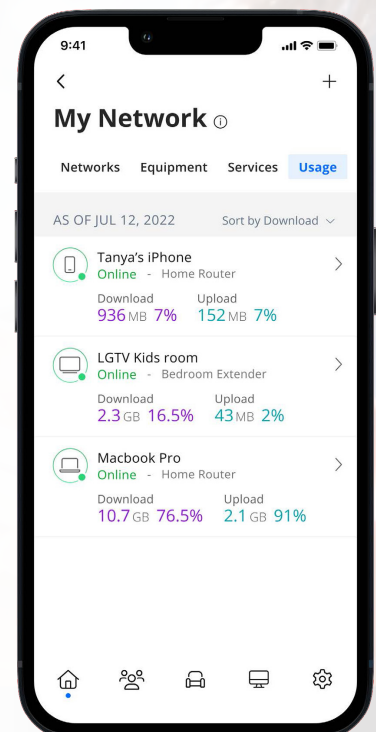 9:41
My Network
Networks Equipment Services Usage
AS OF JUL 12, 2022 Sort by Download
Tanya's iPhone
Online - Home Router
Download Upload
936 MB 7% 152 MB 7%
LGTV Kids room
Online - Bedroom Extender
Download Upload
2.3 GB 16.5% 43 MB 2%
Macbook Pro
Online - Home Router
Download Upload
10.7 GB 76.5% 2.1 GB 91%